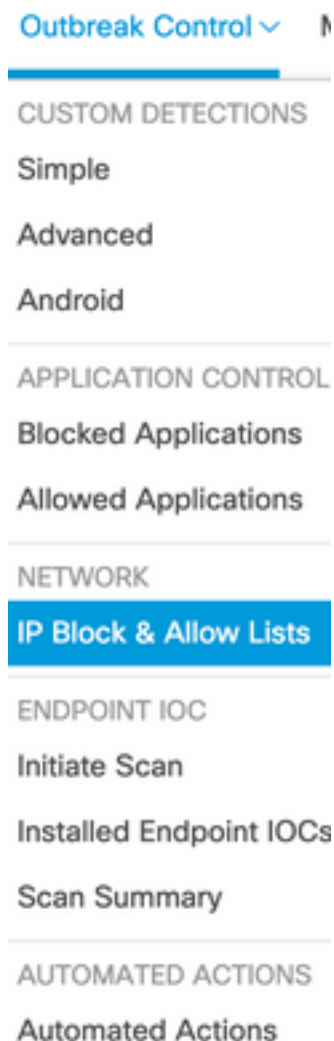 Outbreak Control
CUSTOM DETECTIONS
Simple
Advanced
Android
APPLICATION CONTROL
Blocked Applications
Allowed Applications
NETWORK
IP Block & Allow Lists
ENDPOINT IOC
Initiate Scan
Installed Endpoint IOCs
Scan Summary
AUTOMATED ACTIONS
Automated Actions